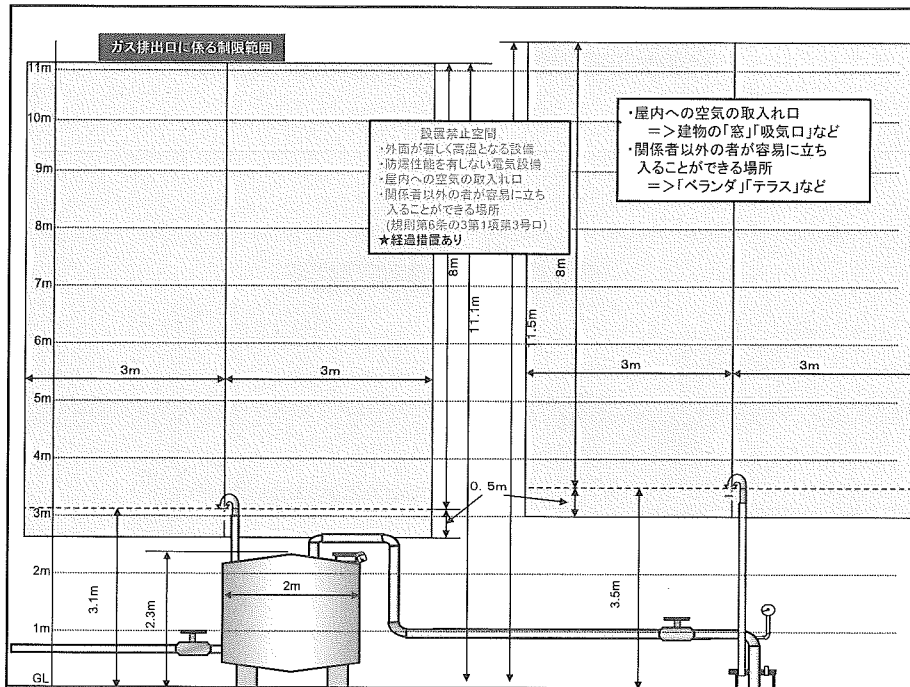 ガス排出口に係る制限範囲
11m
10m
9m
8m
7m
6m
5m
4m
3m
2m
1m
GL
設置禁止空間
・外面が著しく高温となる設備
・防爆性能を有しない電気設備
・屋内への空気の取入れ口
・関係者以外の者が容易に立ち
入ることができる場所
(規則第6条の3第1項第3号ロ)
★経過措置あり
・屋内への空気の取入れ口
=>建物の「窓」「吸気口」など
・関係者以外の者が容易に立ち
入ることができる場所
=>「ベランダ」「テラス」など
8m
11.1m
11.5m
8m
3m
3m
3m
3m
0.5m
3.1m
2.3m
2m
3.5m